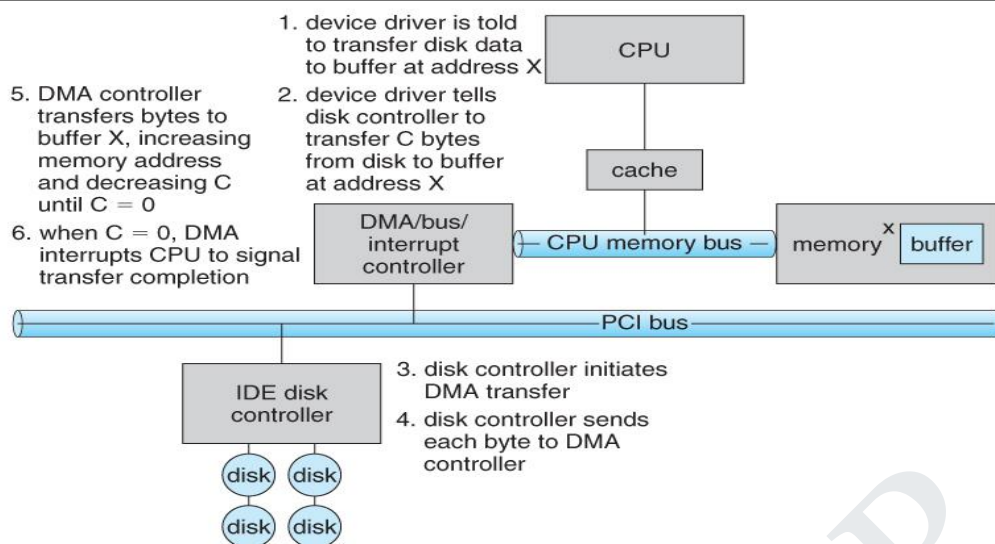 1. device driver is told
to transfer disk data
to buffer at address X
CPU
5. DMA controller
transfers bytes to
buffer X, increasing
memory address
and decreasing C
until C = 0
2. device driver tells
disk controller to
transfer C bytes
from disk to buffer
at address X
cache
6. when C = 0, DMA
interrupts CPU to signal
transfer completion
DMA/bus/
interrupt
controller
CPU memory bus
memory
x
buffer
PCI bus
IDE disk
controller
3. disk controller initiates
DMA transfer
4. disk controller sends
each byte to DMA
controller
disk
disk
disk
disk